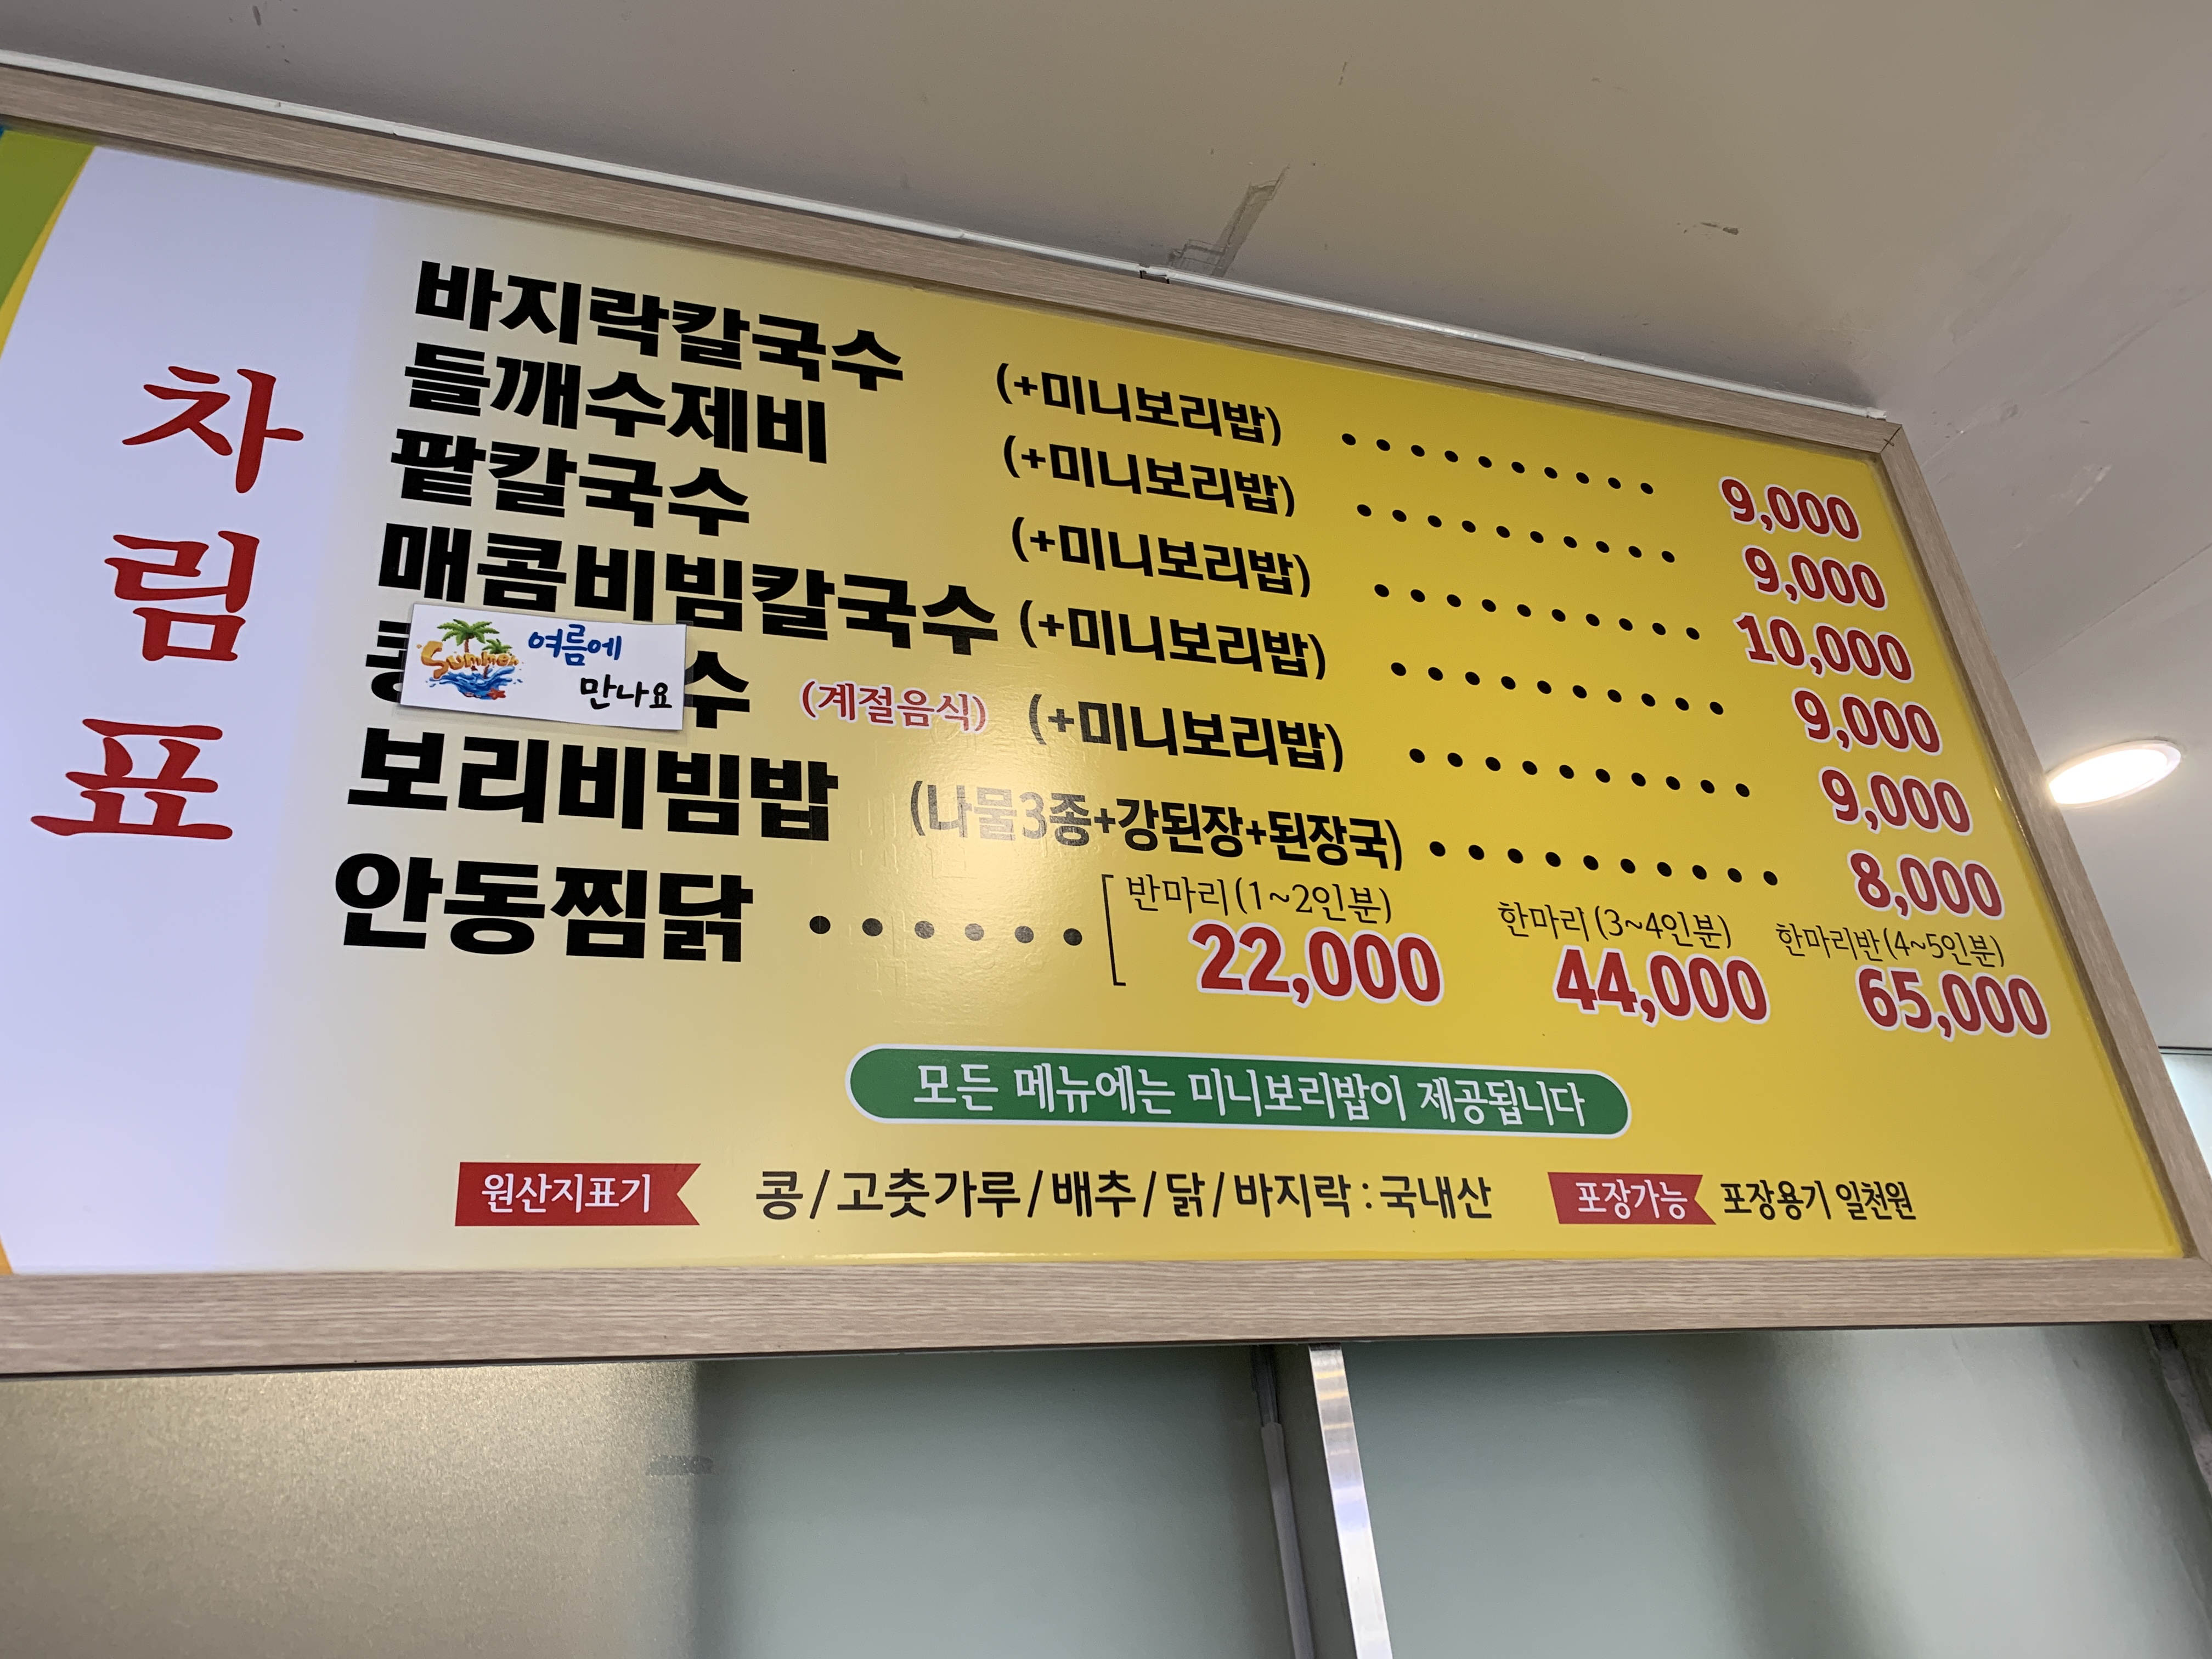 차림표
바지락칼국수 (+미니보리밥) 9,000
들깨수제비 (+미니보리밥) 9,000
팥칼국수 (+미니보리밥) 10,000
매콤비빔칼국수 (+미니보리밥) 9,000
Summer 여름에
만나요
수 (계절음식) (+미니보리밥) 9,000
보리비빔밥 (나물3종+강된장+된장국) 8,000
안동찜닭 반마리(1~2인분) 22,000 한마리(3~4인분) 44,000 한마리반(4~5인분) 65,000
모든 메뉴에는 미니보리밥이 제공됩니다
원산지표기 콩/고춧가루/배추/닭/바지락:국내산 포장가능 포장용기 일천원